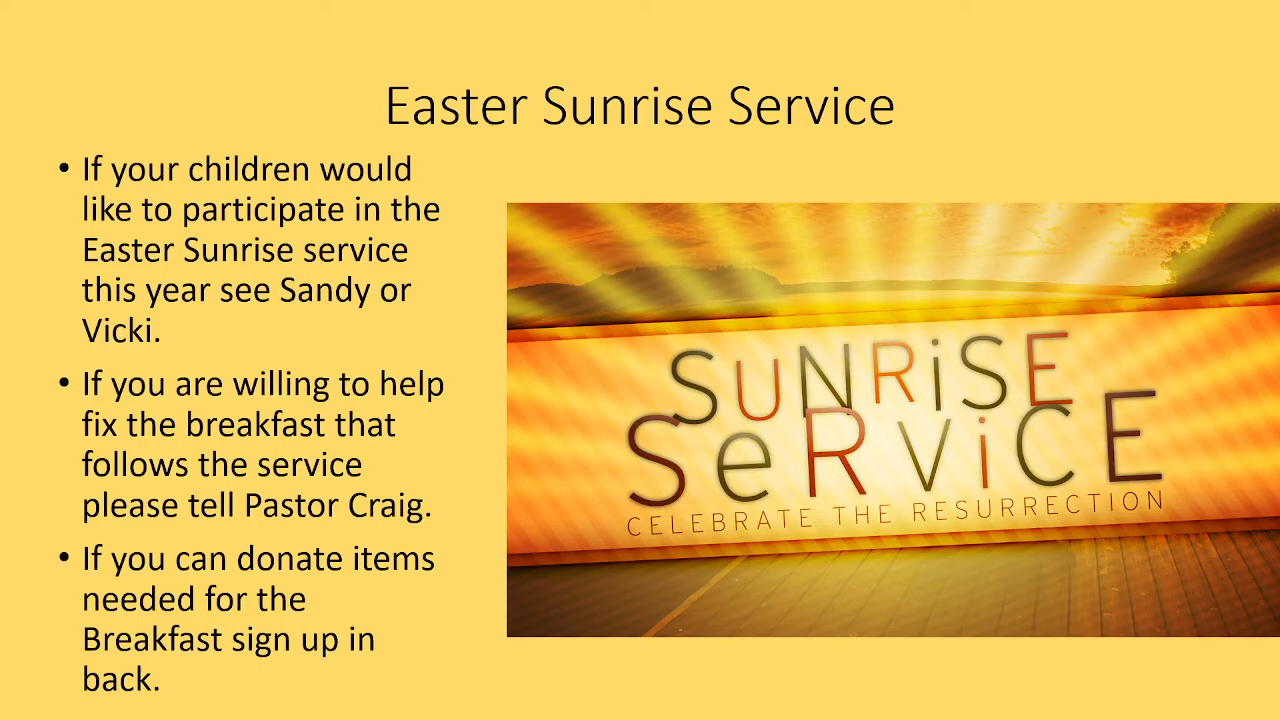 Easter Sunrise Service
• If your children would
like to participate in the
Easter Sunrise service
this year see Sandy or
Vicki.
• If you are willing to help
fix the breakfast that
follows the service
please tell Pastor Craig.
• If you can donate items
needed for the
Breakfast sign up in
back.
SuNRiSE
SeRViCE
CELEBRATE THE RESURRECTION